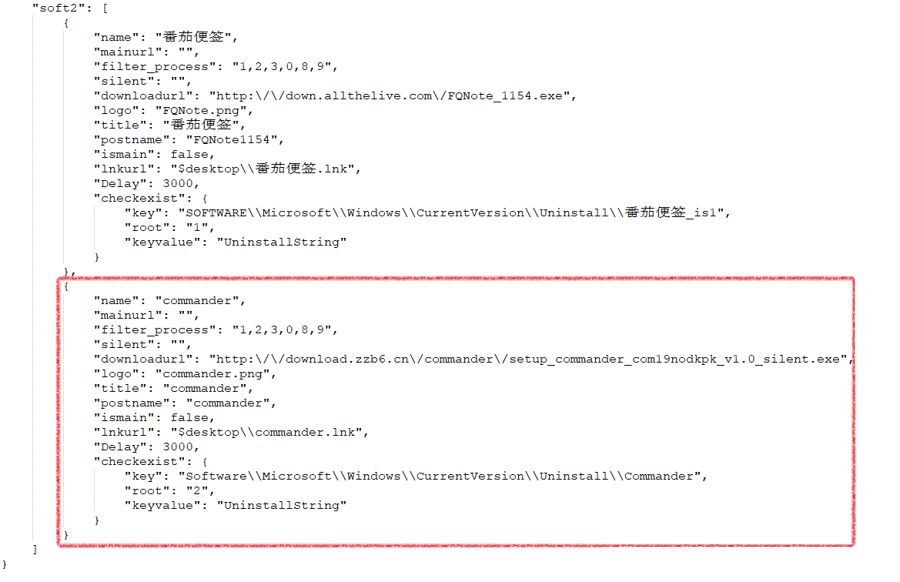 "soft2": [
{
"name": "番茄便签",
"mainurl": "",
"filter_process": "1,2,3,0,8,9",
"silent": "",
"downloadurl": "http:\/\/down.allthelive.com\/FQNote_1154.exe",
"logo": "FQNote.png",
"title": "番茄便签",
"postname": "FQNote1154",
"ismain": false,
"lnkurl": "$desktop\\番茄便签.lnk",
"Delay": 3000,
"checkexist": {
"key": "SOFTWARE\\Microsoft\\Windows\\CurrentVersion\\Uninstall\\番茄便签_is1",
"root": "1",
"keyvalue": "UninstallString"
}
},
{
"name": "commander",
"mainurl": "",
"filter_process": "1,2,3,0,8,9",
"silent": "",
"downloadurl": "http:\/\/download.zzb6.cn\/commander\/setup_commander_com19nodkpk_v1.0_silent.exe",
"logo": "commander.png",
"title": "commander",
"postname": "commander",
"ismain": false,
"lnkurl": "$desktop\\commander.lnk",
"Delay": 3000,
"checkexist": {
"key": "Software\\Microsoft\\Windows\\CurrentVersion\\Uninstall\\Commander",
"root": "2",
"keyvalue": "UninstallString"
}
}
]
}